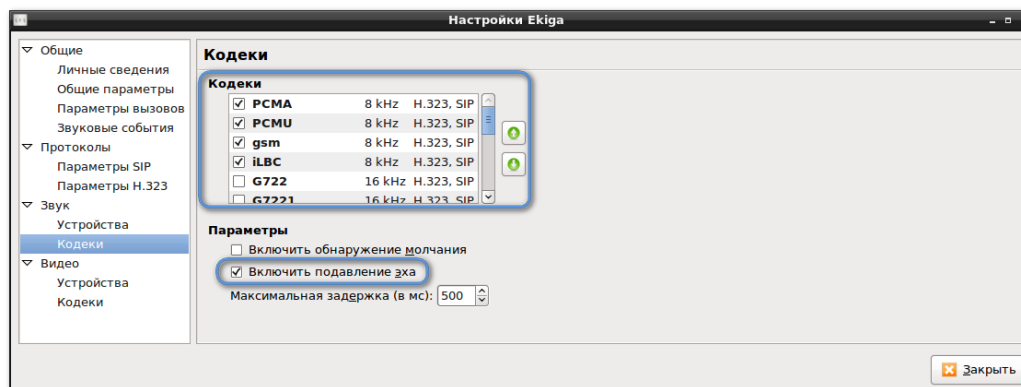 Настройки Ekiga
Общие
Личные сведения
Общие параметры
Параметры вызовов
Звуковые события
Протоколы
Параметры SIP
Параметры H.323
Звук
Устройства
Кодеки
Видео
Устройства
Кодеки
Кодеки
Кодеки
PCMA 8 kHz H.323, SIP
PCMU 8 kHz H.323, SIP
gsm 8 kHz H.323, SIP
iLBC 8 kHz H.323, SIP
G722 16 kHz H.323, SIP
G7221 16 kHz H.323, SIP
Параметры
Включить обнаружение молчания
Включить подавление эха
Максимальная задержка (в мс): 500
Закрыть